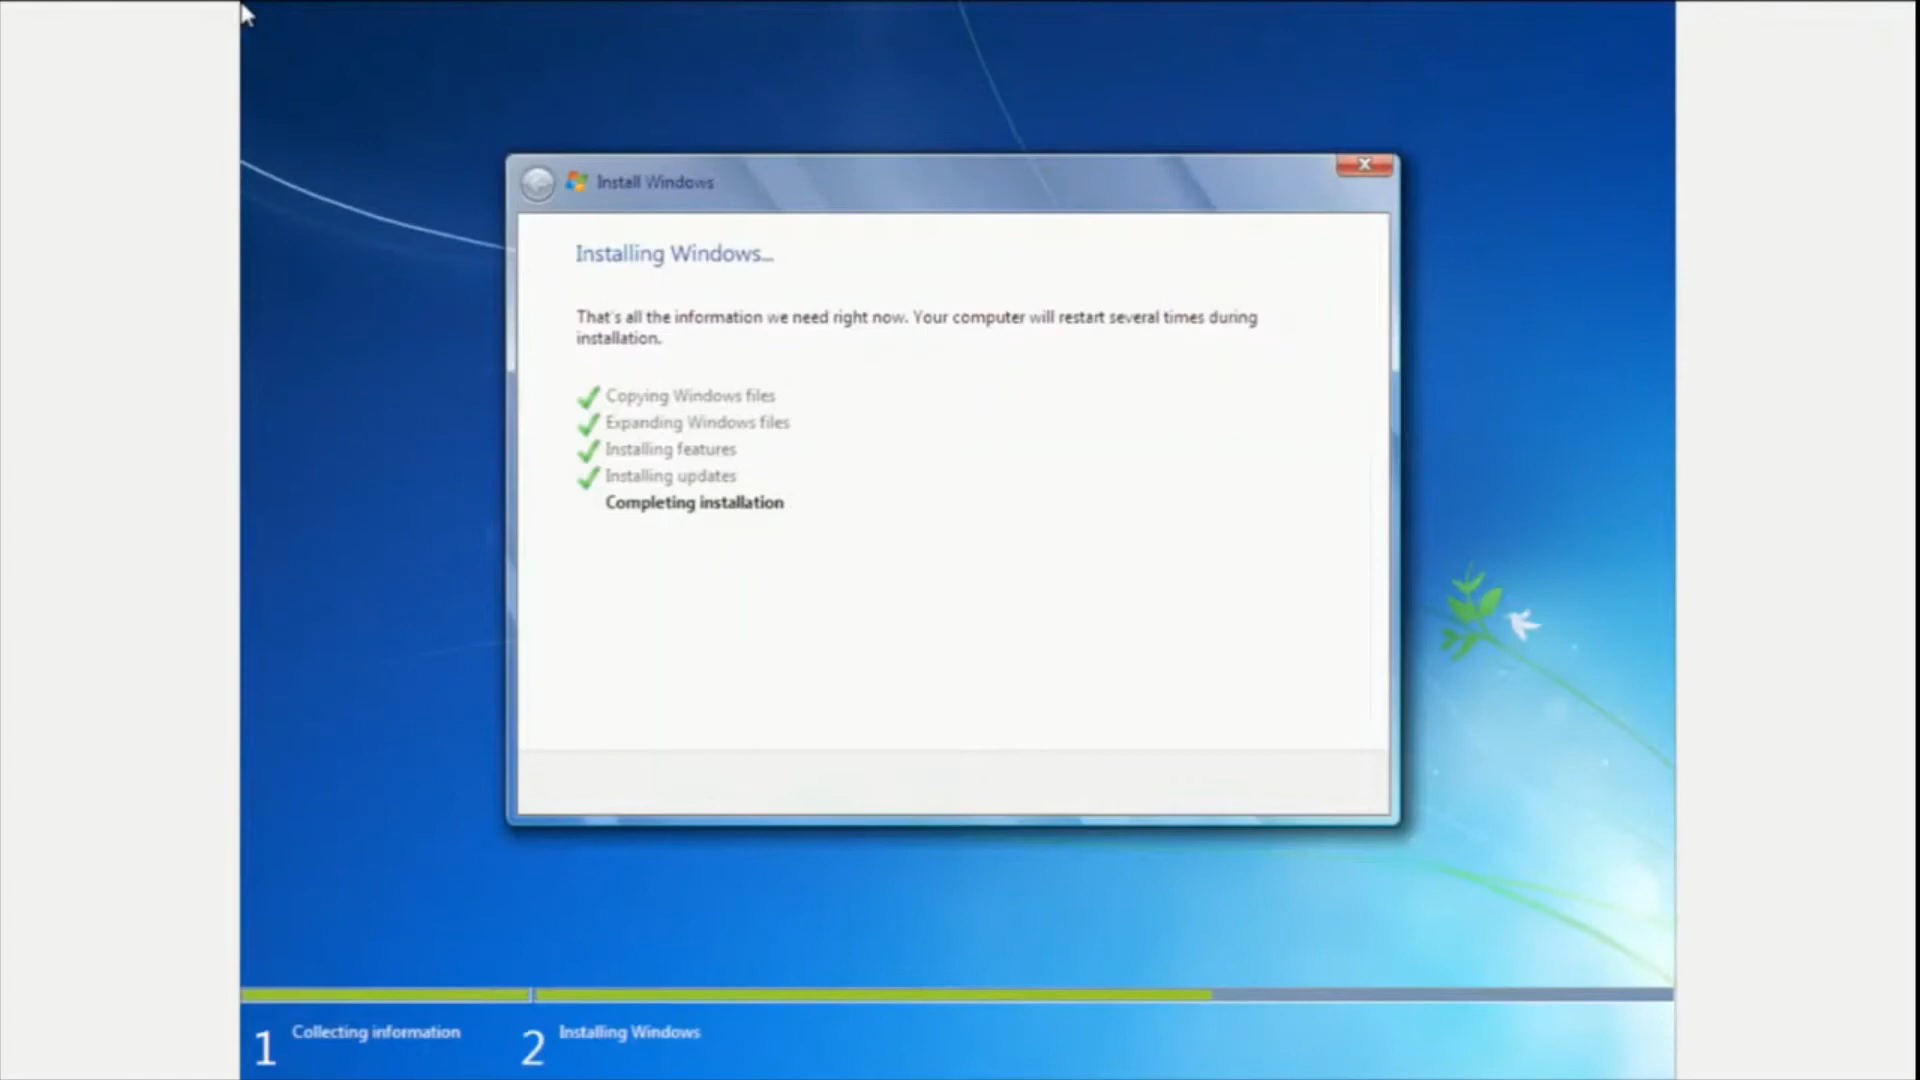 Install Windows
Installing Windows...
That's all the information we need right now. Your computer will restart several times during
installation.
Copying Windows files
Expanding Windows files
Installing features
Installing updates
Completing installation
1 Collecting information
2 Installing Windows